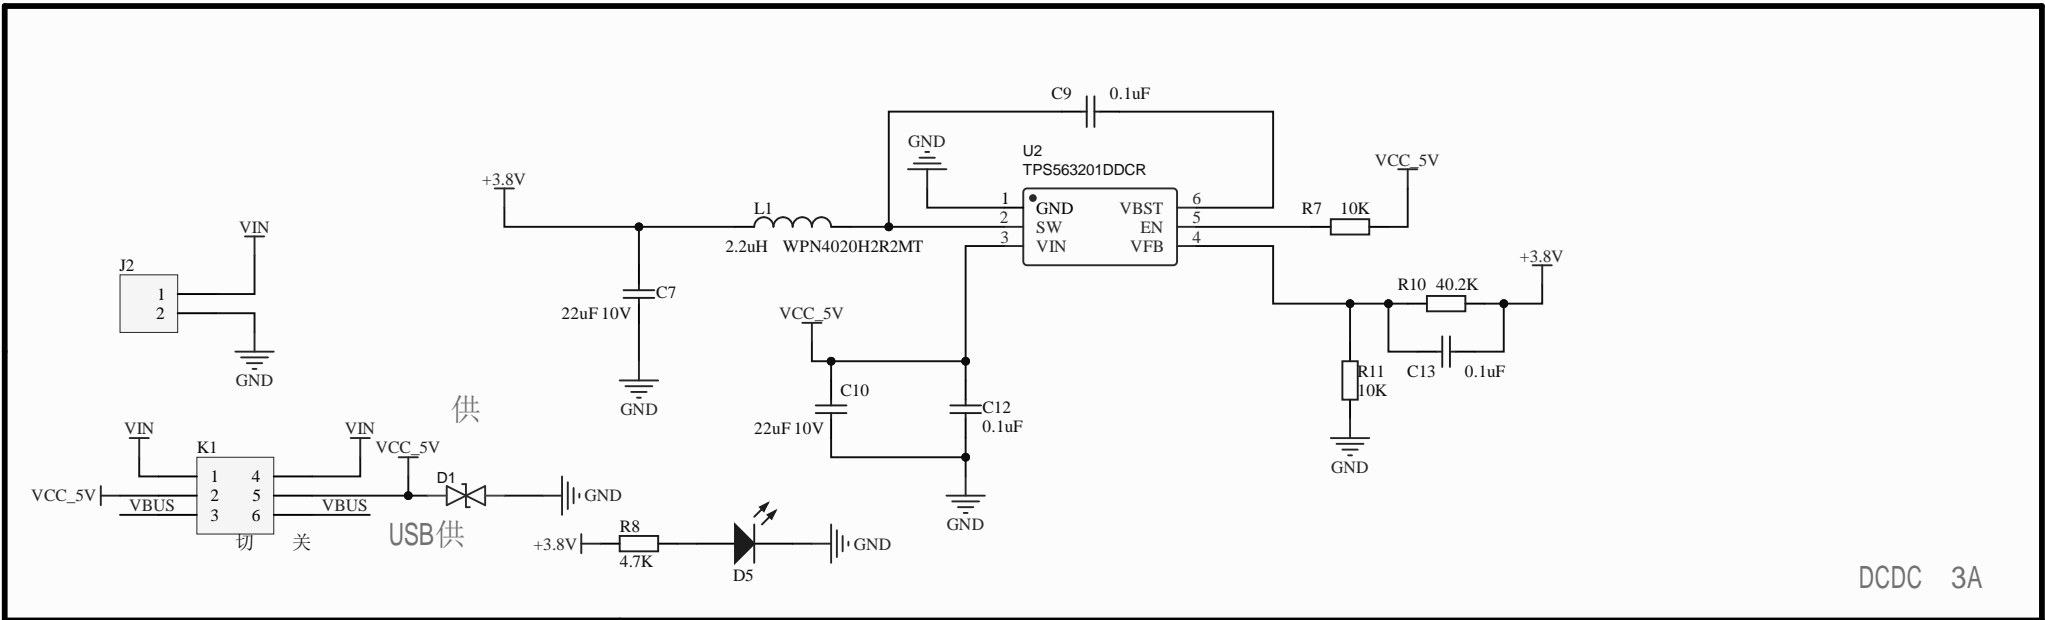 C9 0.1uF
GND
U2
TPS563201DDCR
VCC_5V
+3.8V
L1
2.2uH WPN4020H2R2MT
1 GND VBST 6
2 SW EN 5
3 VIN VFB 4
R7 10K
VIN
J2
1
2
GND
C7
22uF 10V
GND
VCC_5V
C10
22uF 10V
C12
0.1uF
GND
+3.8V
R10 40.2K
C13 0.1uF
R11
10K
GND
供
VIN
K1
VIN
VCC_5V
1 4
VCC_5V 2 5
VBUS 3 6 VBUS
D1
GND
切 关
USB供
+3.8V
R8
4.7K
D5
GND
DCDC 3A